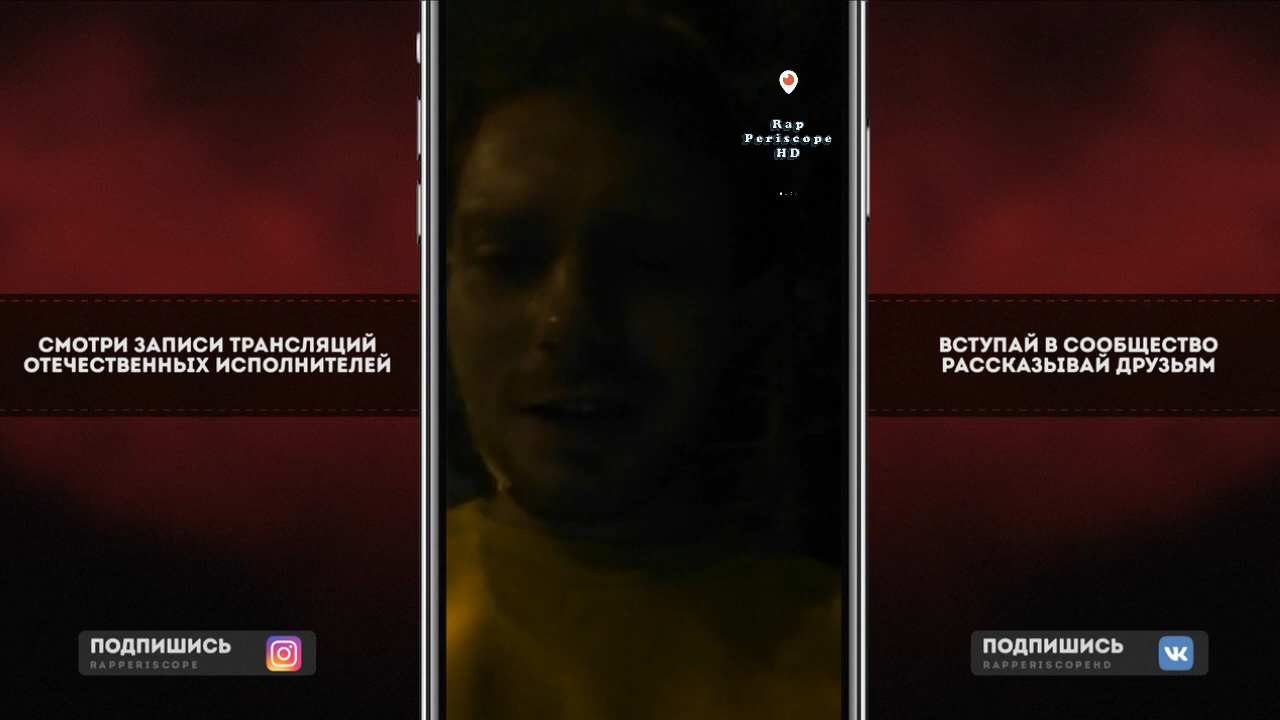 Rap
Periscope
HD
СМОТРИ ЗАПИСИ ТРАНСЛЯЦИЙ
ОТЕЧЕСТВЕННЫХ ИСПОЛНИТЕЛЕЙ
ВСТУПАЙ В СООБЩЕСТВО
РАССКАЗЫВАЙ ДРУЗЬЯМ
ПОДПИШИСЬ
RAPPERISCOPE
ПОДПИШИСЬ
RAPPERISCOPEHD